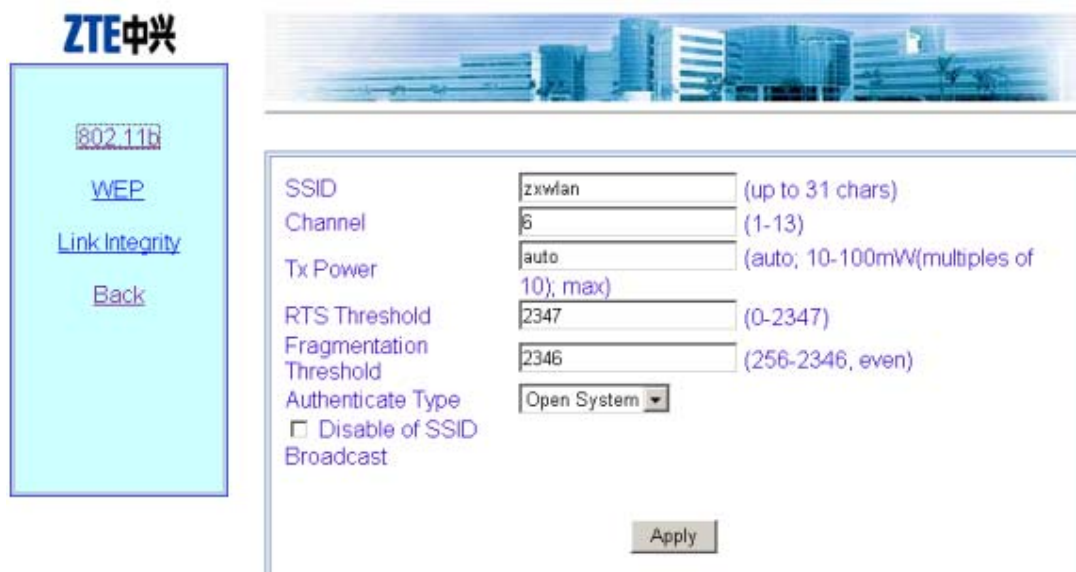 ZTE中兴
802.11b
WEP
Link Integrity
Back
SSID zxwlan (up to 31 chars)
Channel 6 (1-13)
Tx Power auto (auto; 10-100mW(multiples of
10); max)
RTS Threshold 2347 (0-2347)
Fragmentation
Threshold 2346 (256-2346, even)
Authenticate Type Open System
Disable of SSID
Broadcast
Apply